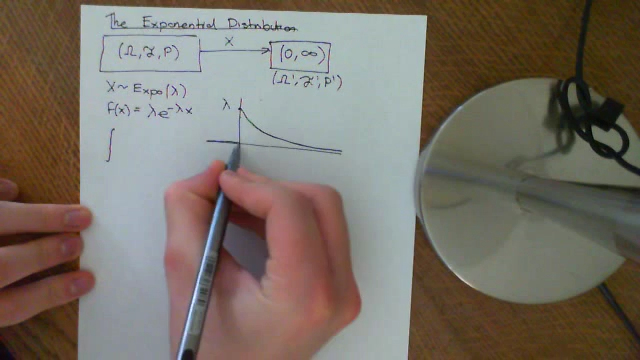 The Exponential Distribution
(Ω, ℱ, P) X (0, ∞)
(Ω', ℱ', P')
X ~ Expo(λ)
f(x) = λe^-λx
λ
∫